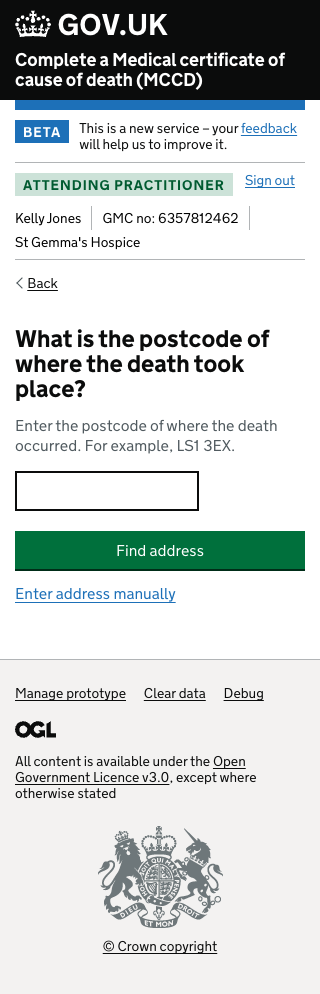 GOV.UK
Complete a Medical certificate of
cause of death (MCCD)
BETA
This is a new service – your feedback
will help us to improve it.
ATTENDING PRACTITIONER
Sign out
Kelly Jones
GMC no: 6357812462
St Gemma's Hospice
Back
What is the postcode of
where the death took
place?
Enter the postcode of where the death
occurred. For example, LS1 3EX.
Find address
Enter address manually
Manage prototype
Clear data
Debug
OGL
All content is available under the Open
Government Licence v3.0, except where
otherwise stated
DIEU ET MON DROIT
© Crown copyright